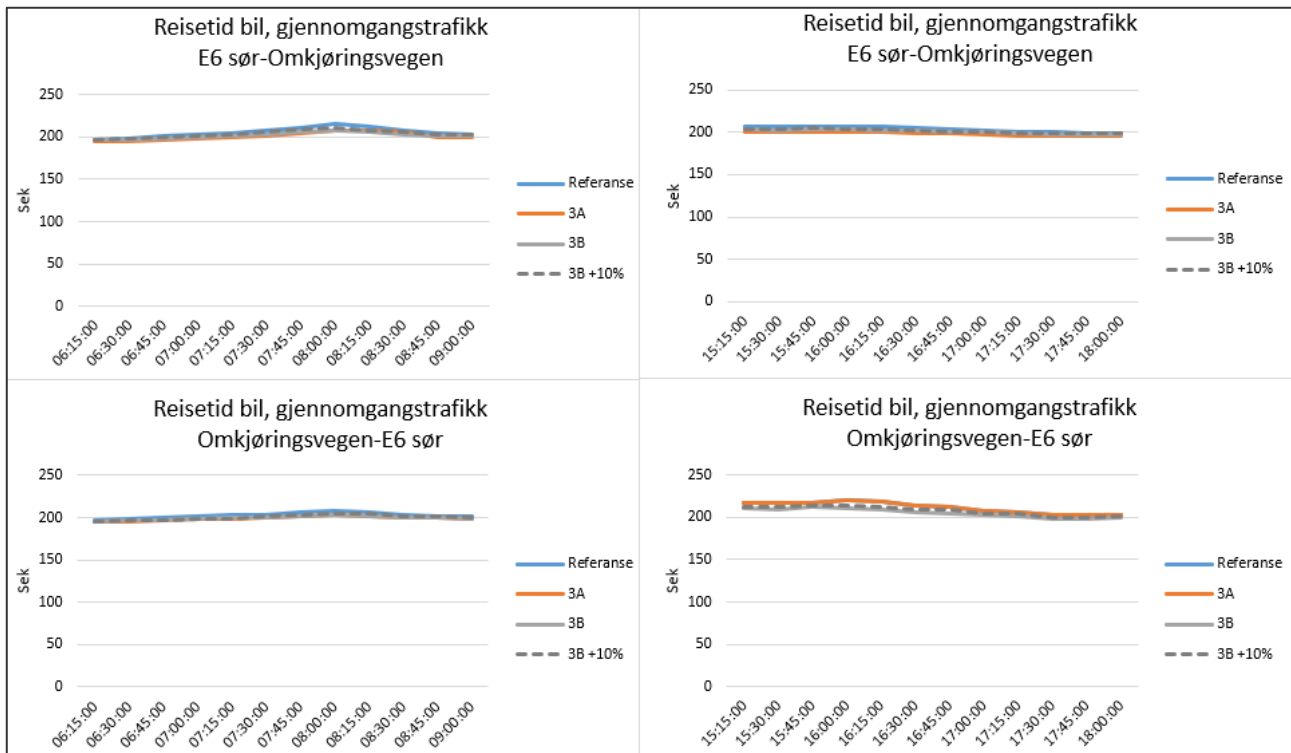 Reisetid bil, gjennomgangstrafikk
E6 sør-Omkjøringsvegen
250
200
150
100
50
0
Sek
06:15:00
06:30:00
06:45:00
07:00:00
07:15:00
07:30:00
07:45:00
08:00:00
08:15:00
08:30:00
08:45:00
09:00:00
Referanse
3A
3B
3B +10%
Reisetid bil, gjennomgangstrafikk
E6 sør-Omkjøringsvegen
250
200
150
100
50
0
Sek
15:15:00
15:30:00
15:45:00
16:00:00
16:15:00
16:30:00
16:45:00
17:00:00
17:15:00
17:30:00
17:45:00
18:00:00
Referanse
3A
3B
3B +10%
Reisetid bil, gjennomgangstrafikk
Omkjøringsvegen-E6 sør
250
200
150
100
50
0
Sek
06:15:00
06:30:00
06:45:00
07:00:00
07:15:00
07:30:00
07:45:00
08:00:00
08:15:00
08:30:00
08:45:00
09:00:00
Referanse
3A
3B
3B +10%
Reisetid bil, gjennomgangstrafikk
Omkjøringsvegen-E6 sør
250
200
150
100
50
0
Sek
15:15:00
15:30:00
15:45:00
16:00:00
16:15:00
16:30:00
16:45:00
17:00:00
17:15:00
17:30:00
17:45:00
18:00:00
Referanse
3A
3B
3B +10%